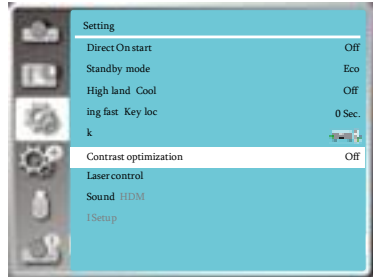 Setting
Direct On start Off
Standby mode Eco
High land Cool Off
ing fast Key loc 0 Sec.
k
Contrast optimization Off
Laser control
Sound HDM
I Setup